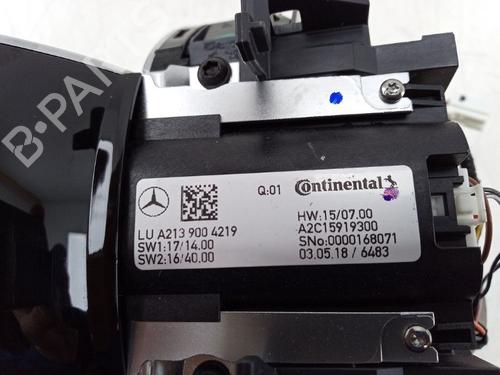 B-PARTS
Q:01
Continental
LU A213 900 4219
SW1:17/14.00
SW2:16/40.00
HW:15/07.00
A2C15919300
SNo:0000168071
03.05.18 / 6483